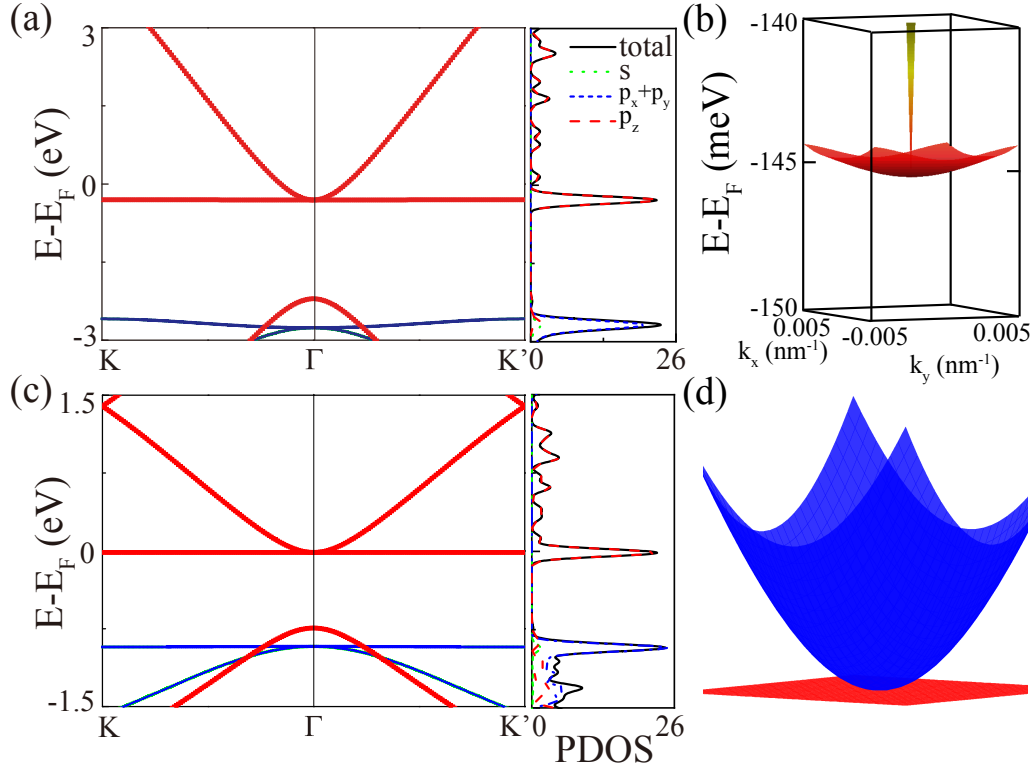 (a)
3
0
-3
E-E_F (eV)
K
Γ
K'
total
s
p_x+p_y
p_z
0
26
(b)
-140
-145
-150
E-E_F (meV)
0.005
-0.005
0.005
k_x (nm⁻¹)
k_y (nm⁻¹)
(c)
1.5
0
-1.5
E-E_F (eV)
K
Γ
K'
0
26
PDOS
(d)